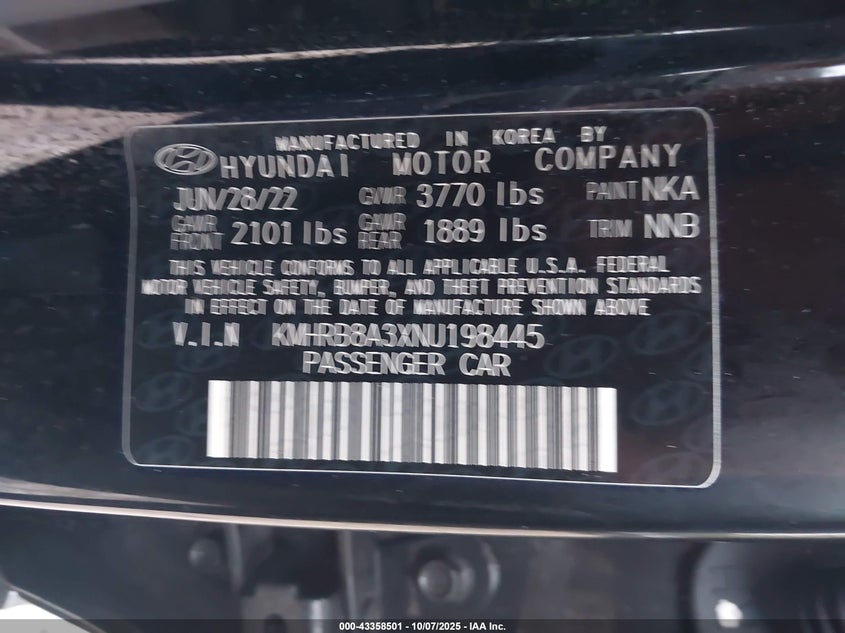 MANUFACTURED IN KOREA BY
HYUNDAI MOTOR COMPANY
JUN/28/22 GVWR 3770 lbs PAINT NKA
GAWR FRONT 2101 lbs GAWR REAR 1889 lbs TRIM NNB
THIS VEHICLE CONFORMS TO ALL APPLICABLE U.S.A. FEDERAL
MOTOR VEHICLE SAFETY, BUMPER, AND THEFT PREVENTION STANDARDS
IN EFFECT ON THE DATE OF MANUFACTURE SHOWN ABOVE
V.I.N KMHRB8A3XNU198445
PASSENGER CAR
000-43358501 - 10/07/2025 - IAA Inc.